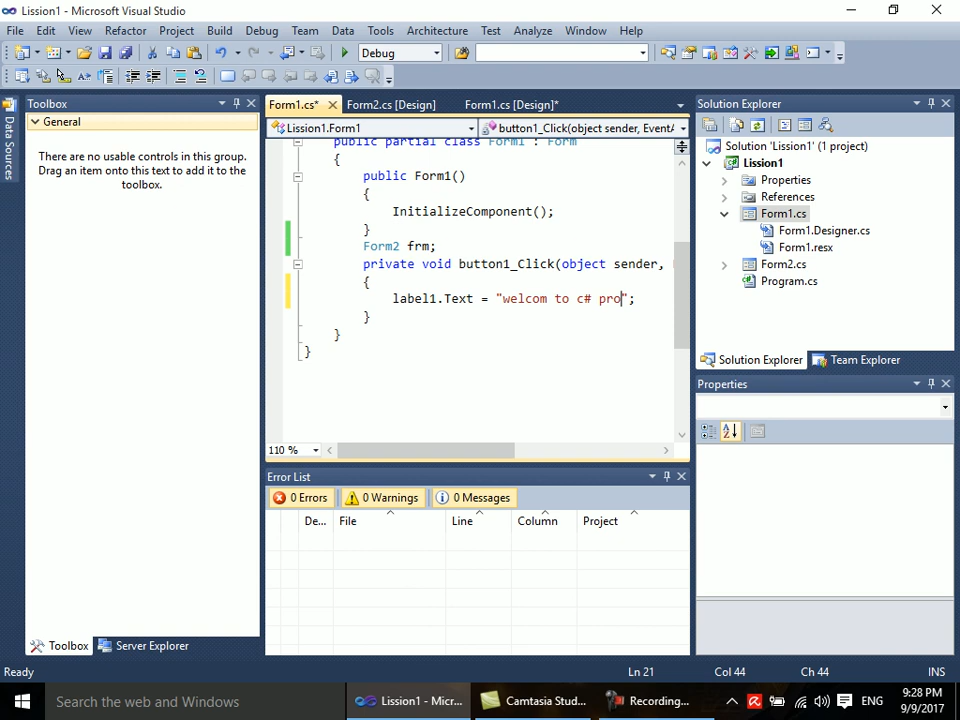 Lission1 - Microsoft Visual Studio
File Edit View Refactor Project Build Debug Team Data Tools Architecture Test Analyze Window Help
Debug
Data Sources
Toolbox
General
There are no usable controls in this group.
Drag an item onto this text to add it to the
toolbox.
Toolbox Server Explorer
Form1.cs* Form2.cs [Design] Form1.cs [Design]*
Lission1.Form1 button1_Click(object sender, EventA
public partial class Form1 : Form
{
public Form1()
{
InitializeComponent();
}
Form2 frm;
private void button1_Click(object sender,
{
label1.Text = "welcom to c# pro";
}
}
}
110 %
Error List
0 Errors 0 Warnings 0 Messages
De... File Line Column Project
Solution Explorer
Solution 'Lission1' (1 project)
Lission1
Properties
References
Form1.cs
Form1.Designer.cs
Form1.resx
Form2.cs
Program.cs
Solution Explorer Team Explorer
Properties
Ready Ln 21 Col 44 Ch 44 INS
Search the web and Windows
Lission1 - Micr...
Camtasia Stud...
Recording...
ENG
9:28 PM
9/9/2017